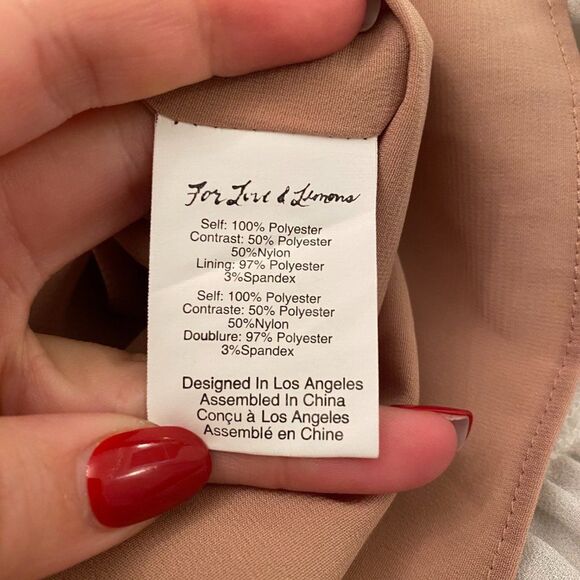 For Love & Lemons
Self: 100% Polyester
Contrast: 50% Polyester
50%Nylon
Lining: 97% Polyester
3%Spandex
Self: 100% Polyester
Contraste: 50% Polyester
50%Nylon
Doublure: 97% Polyester
3%Spandex
Designed In Los Angeles
Assembled In China
Conçu à Los Angeles
Assemblé en Chine